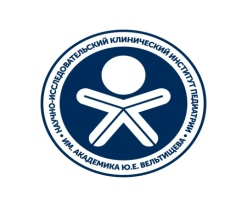 НАУЧНО-ИССЛЕДОВАТЕЛЬСКИЙ КЛИНИЧЕСКИЙ ИНСТИТУТ ПЕДИАТРИИ
• ИМ. АКАДЕМИКА Ю.Е. ВЕЛЬТИЩЕВА •